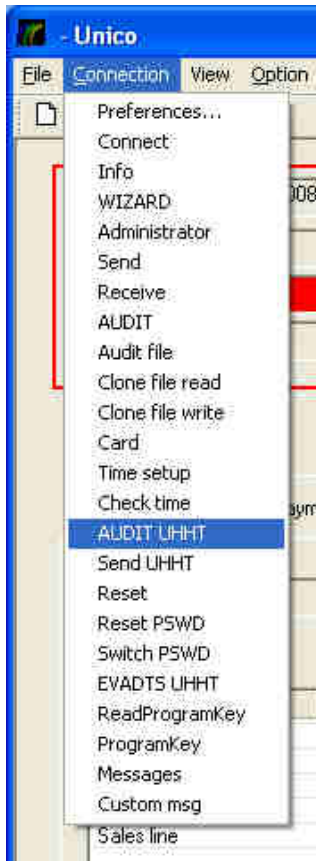 - Unico
File Connection View Option
Preferences...
Connect
Info
WIZARD
008
Administrator
Send
Receive
AUDIT
Audit file
Clone file read
Clone file write
Card
Time setup
Check time
aym
AUDIT UHHT
Send UHHT
Reset
Reset PSWD
Switch PSWD
EVADTS UHHT
ReadProgramKey
ProgramKey
Messages
Custom msg
Sales line